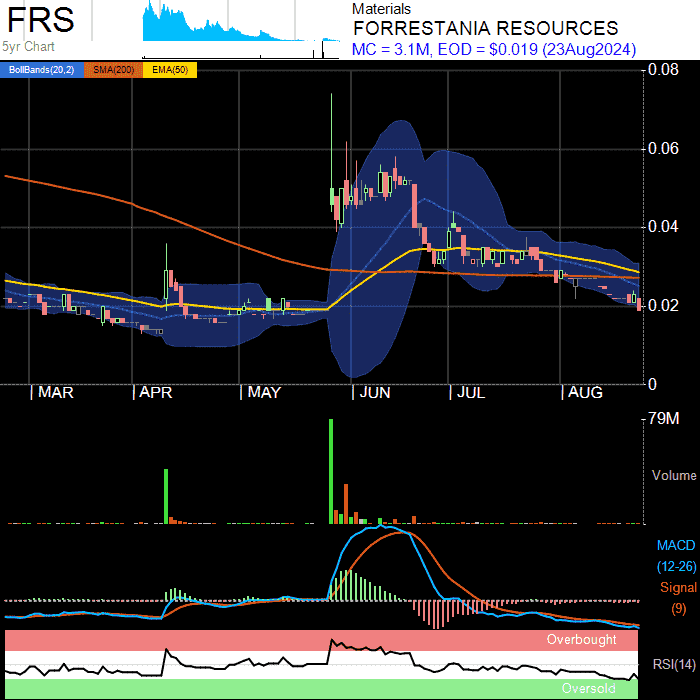 FRS
5yr Chart
Materials
FORRESTANIA RESOURCES
MC = 3.1M, EOD = $0.019 (23Aug2024)
BollBands(20,2) SMA(200) EMA(50)
0.08
0.06
0.04
0.02
0
MAR APR MAY JUN JUL AUG
79M
Volume
MACD
(12-26)
Signal
(9)
Overbought
RSI(14)
Oversold